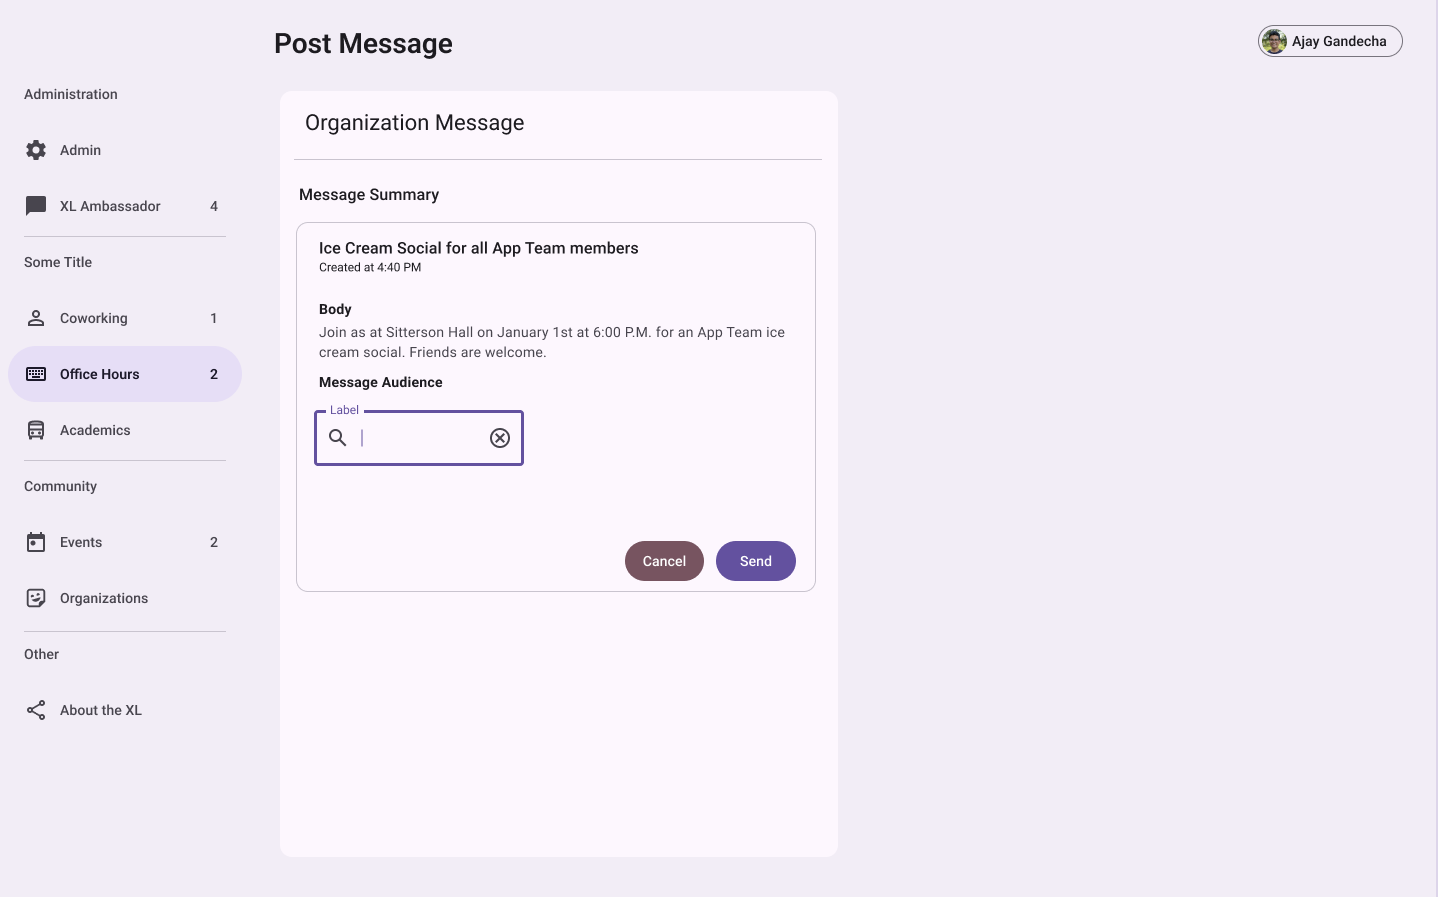 Post Message
Ajay Gandecha
Administration
Admin
XL Ambassador 4
Some Title
Coworking 1
Office Hours 2
Academics
Community
Events 2
Organizations
Other
About the XL
Organization Message
Message Summary
Ice Cream Social for all App Team members
Created at 4:40 PM
Body
Join as at Sitterson Hall on January 1st at 6:00 P.M. for an App Team ice
cream social. Friends are welcome.
Message Audience
Label
Cancel
Send